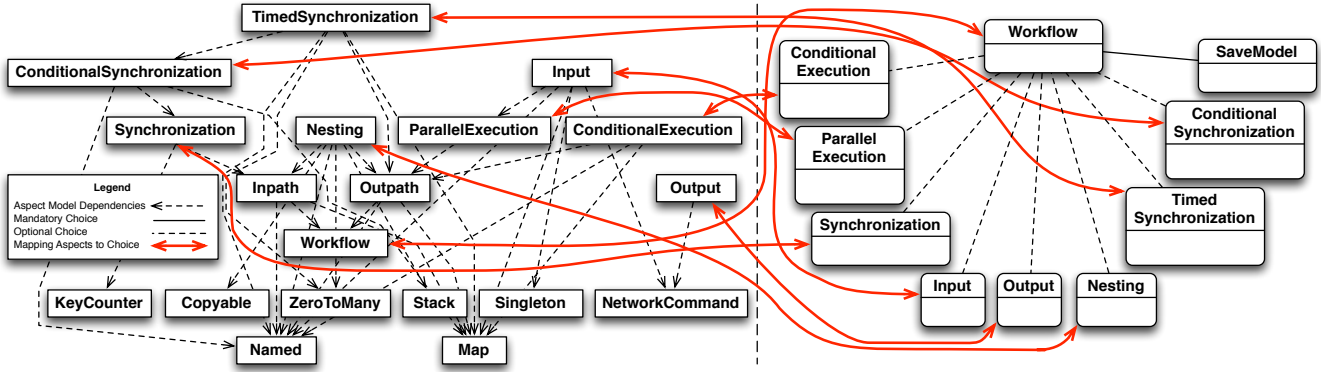 TimedSynchronization
Workflow
SaveModel
Conditional
Execution
ConditionalSynchronization
Input
Conditional
Synchronization
Synchronization
Nesting
ParallelExecution
ConditionalExecution
Parallel
Execution
Legend
Aspect Model Dependencies
Mandatory Choice
Optional Choice
Mapping Aspects to Choice
Inpath
Outpath
Output
Timed
Synchronization
Synchronization
Workflow
Input
Output
Nesting
KeyCounter
Copyable
ZeroToMany
Stack
Singleton
NetworkCommand
Named
Map